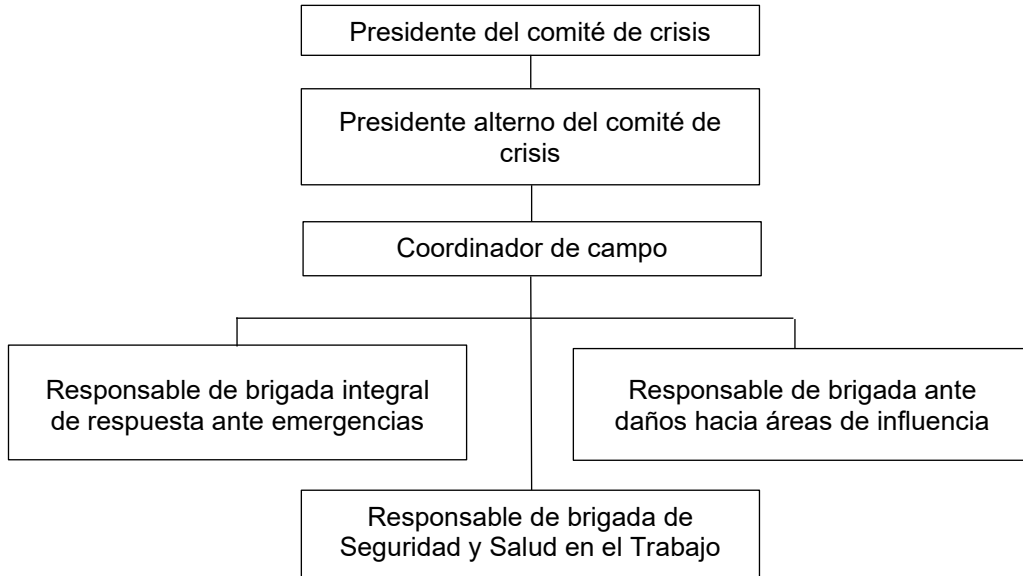 Presidente del comité de crisis
Presidente alterno del comité de
crisis
Coordinador de campo
Responsable de brigada integral
de respuesta ante emergencias
Responsable de brigada ante
daños hacia áreas de influencia
Responsable de brigada de
Seguridad y Salud en el Trabajo